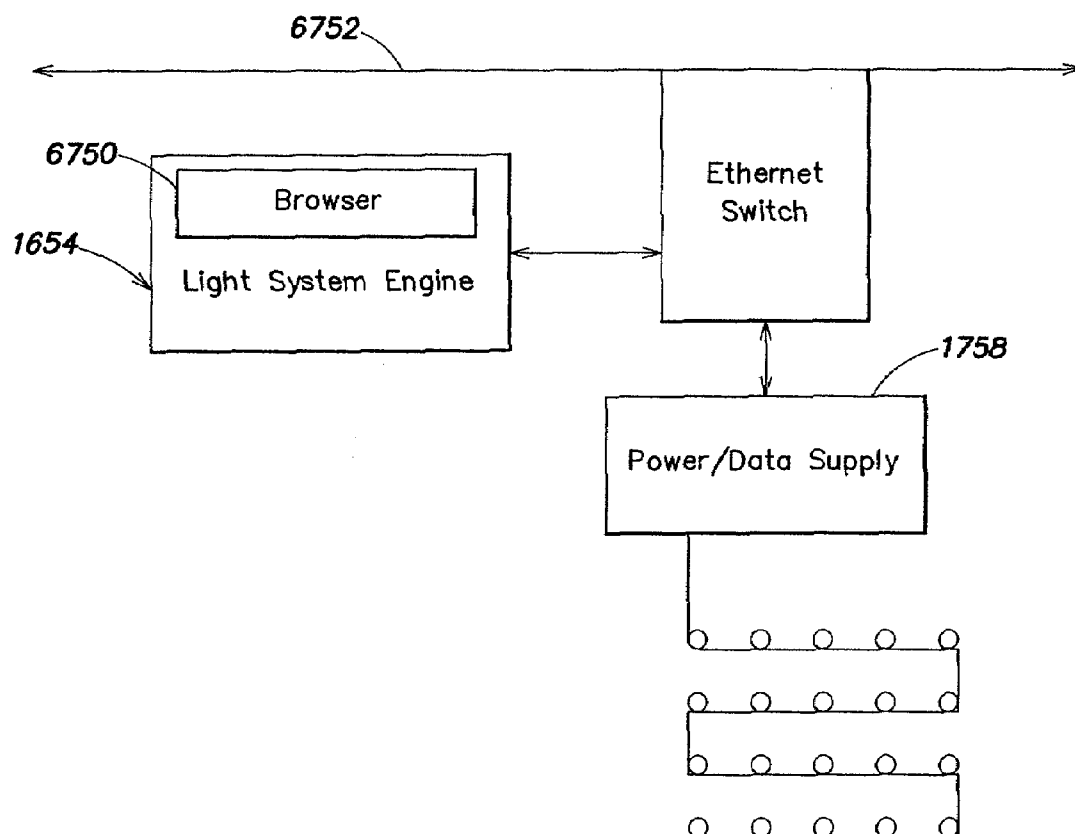 6752
6750
Browser
Ethernet
Switch
1654
Light System Engine
1758
Power/Data Supply